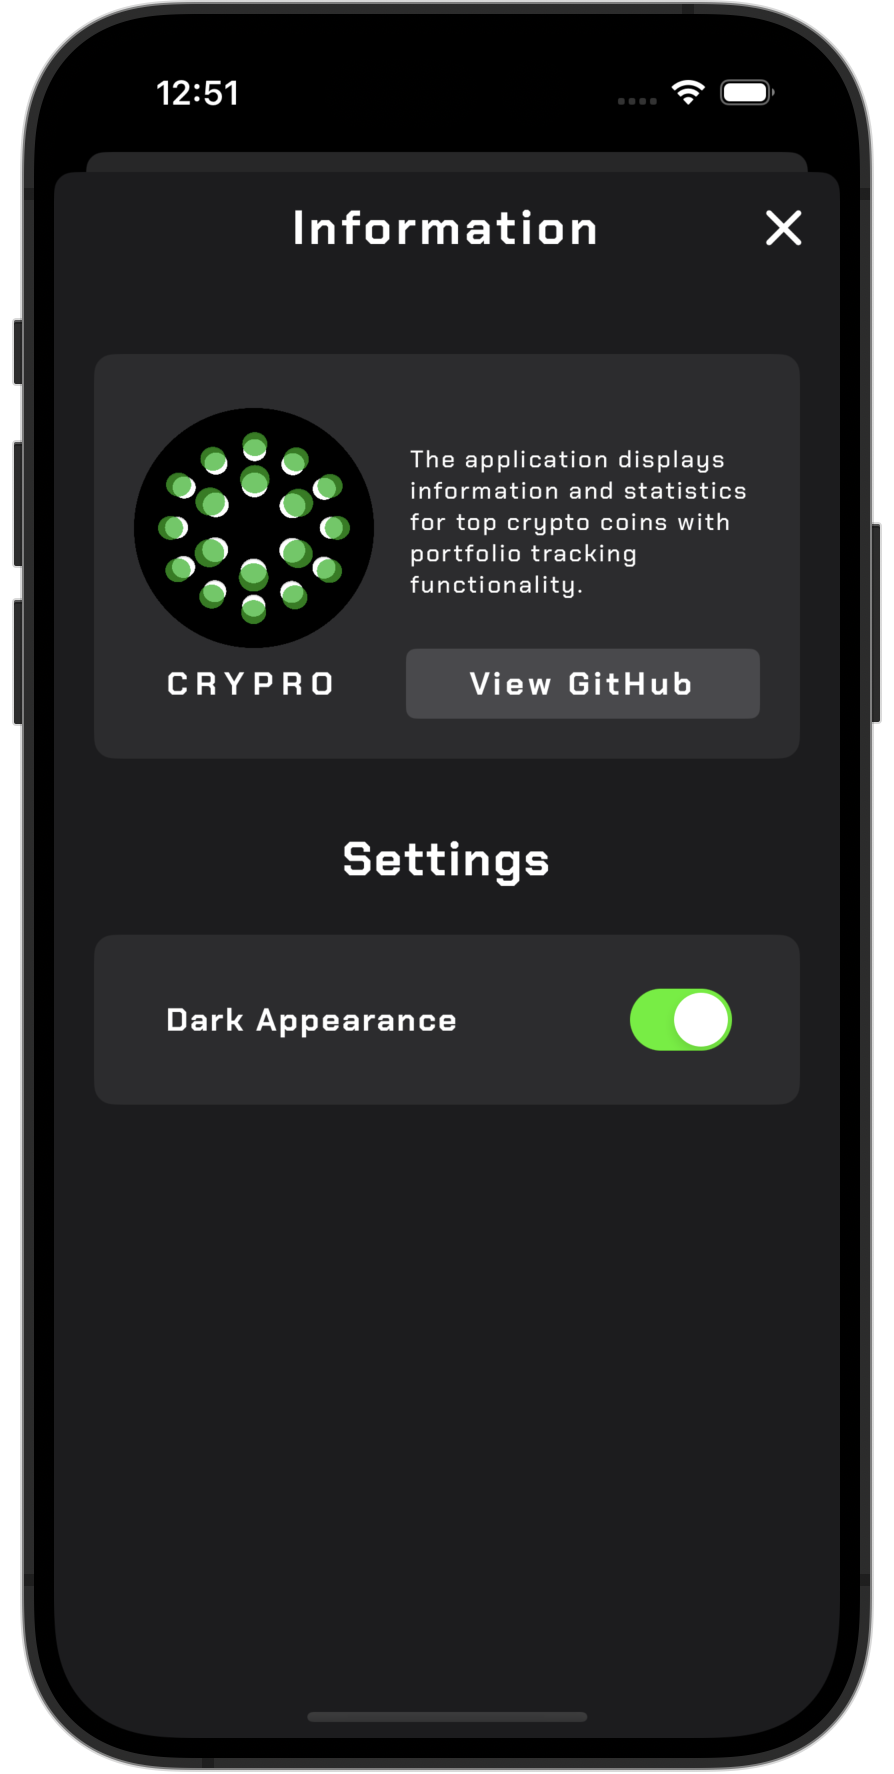 12:51
Information
The application displays
information and statistics
for top crypto coins with
portfolio tracking
functionality.
CRYPRO
View GitHub
Settings
Dark Appearance